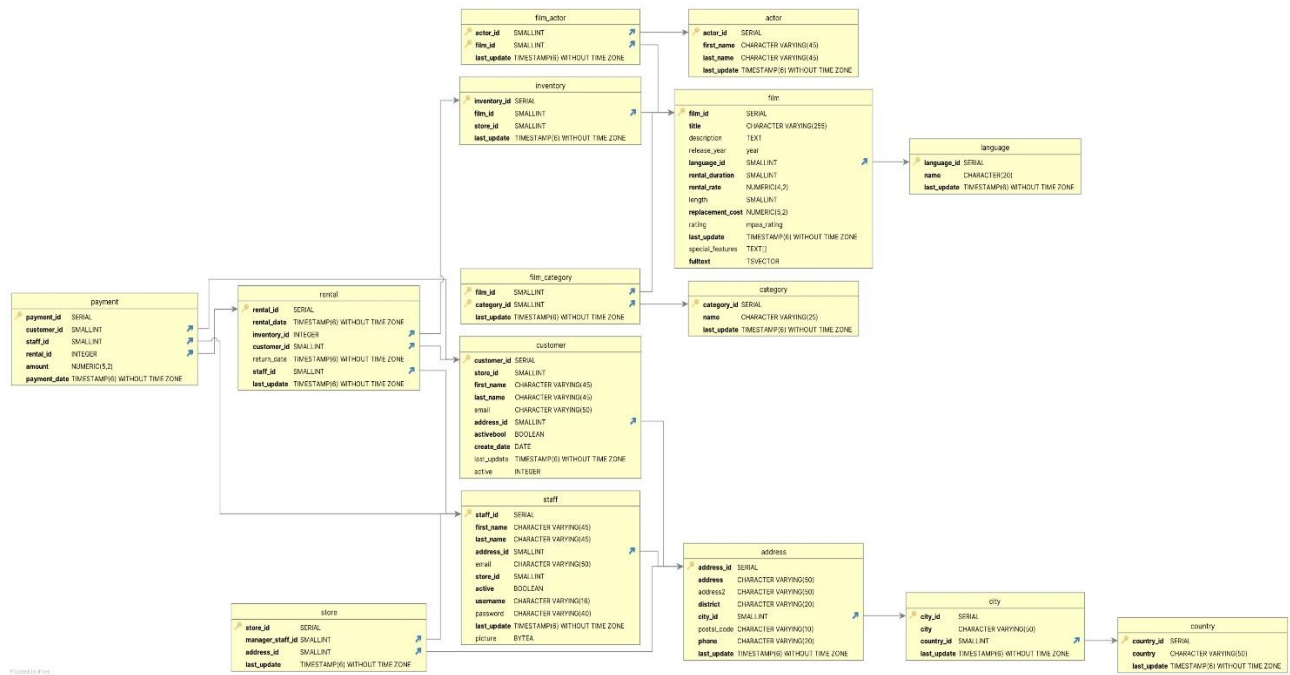 film_actor
actor_id SMALLINT
film_id SMALLINT
last_update TIMESTAMP(6) WITHOUT TIME ZONE
actor
actor_id SERIAL
first_name CHARACTER VARYING(45)
last_name CHARACTER VARYING(45)
last_update TIMESTAMP(6) WITHOUT TIME ZONE
inventory
inventory_id SERIAL
film_id SMALLINT
store_id SMALLINT
last_update TIMESTAMP(6) WITHOUT TIME ZONE
film
film_id SERIAL
title CHARACTER VARYING(255)
description TEXT
release_year year
language_id SMALLINT
rental_duration SMALLINT
rental_rate NUMERIC(4,2)
length SMALLINT
replacement_cost NUMERIC(5,2)
rating mpaa_rating
last_update TIMESTAMP(6) WITHOUT TIME ZONE
special_features TEXT[]
fulltext TSVECTOR
language
language_id SERIAL
name CHARACTER(20)
last_update TIMESTAMP(6) WITHOUT TIME ZONE
film_category
film_id SMALLINT
category_id SMALLINT
last_update TIMESTAMP(6) WITHOUT TIME ZONE
category
category_id SERIAL
name CHARACTER VARYING(25)
last_update TIMESTAMP(6) WITHOUT TIME ZONE
payment
payment_id SERIAL
customer_id SMALLINT
staff_id SMALLINT
rental_id INTEGER
amount NUMERIC(5,2)
payment_date TIMESTAMP(6) WITHOUT TIME ZONE
rental
rental_id SERIAL
rental_date TIMESTAMP(6) WITHOUT TIME ZONE
inventory_id INTEGER
customer_id SMALLINT
return_date TIMESTAMP(6) WITHOUT TIME ZONE
staff_id SMALLINT
last_update TIMESTAMP(6) WITHOUT TIME ZONE
customer
customer_id SERIAL
store_id SMALLINT
first_name CHARACTER VARYING(45)
last_name CHARACTER VARYING(45)
email CHARACTER VARYING(50)
address_id SMALLINT
activebool BOOLEAN
create_date DATE
last_update TIMESTAMP(6) WITHOUT TIME ZONE
active INTEGER
staff
staff_id SERIAL
first_name CHARACTER VARYING(45)
last_name CHARACTER VARYING(45)
address_id SMALLINT
email CHARACTER VARYING(50)
store_id SMALLINT
active BOOLEAN
username CHARACTER VARYING(16)
password CHARACTER VARYING(40)
last_update TIMESTAMP(6) WITHOUT TIME ZONE
picture BYTEA
store
store_id SERIAL
manager_staff_id SMALLINT
address_id SMALLINT
last_update TIMESTAMP(6) WITHOUT TIME ZONE
address
address_id SERIAL
address CHARACTER VARYING(50)
address2 CHARACTER VARYING(50)
district CHARACTER VARYING(20)
city_id SMALLINT
postal_code CHARACTER VARYING(10)
phone CHARACTER VARYING(20)
last_update TIMESTAMP(6) WITHOUT TIME ZONE
city
city_id SERIAL
city CHARACTER VARYING(50)
country_id SMALLINT
last_update TIMESTAMP(6) WITHOUT TIME ZONE
country
country_id SERIAL
country CHARACTER VARYING(50)
last_update TIMESTAMP(6) WITHOUT TIME ZONE